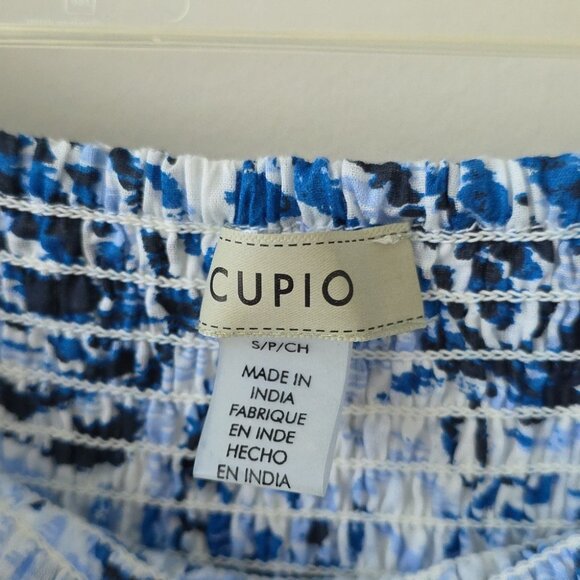 CUPIO
S/P/CH
MADE IN
INDIA
FABRIQUE
EN INDE
HECHO
EN INDIA